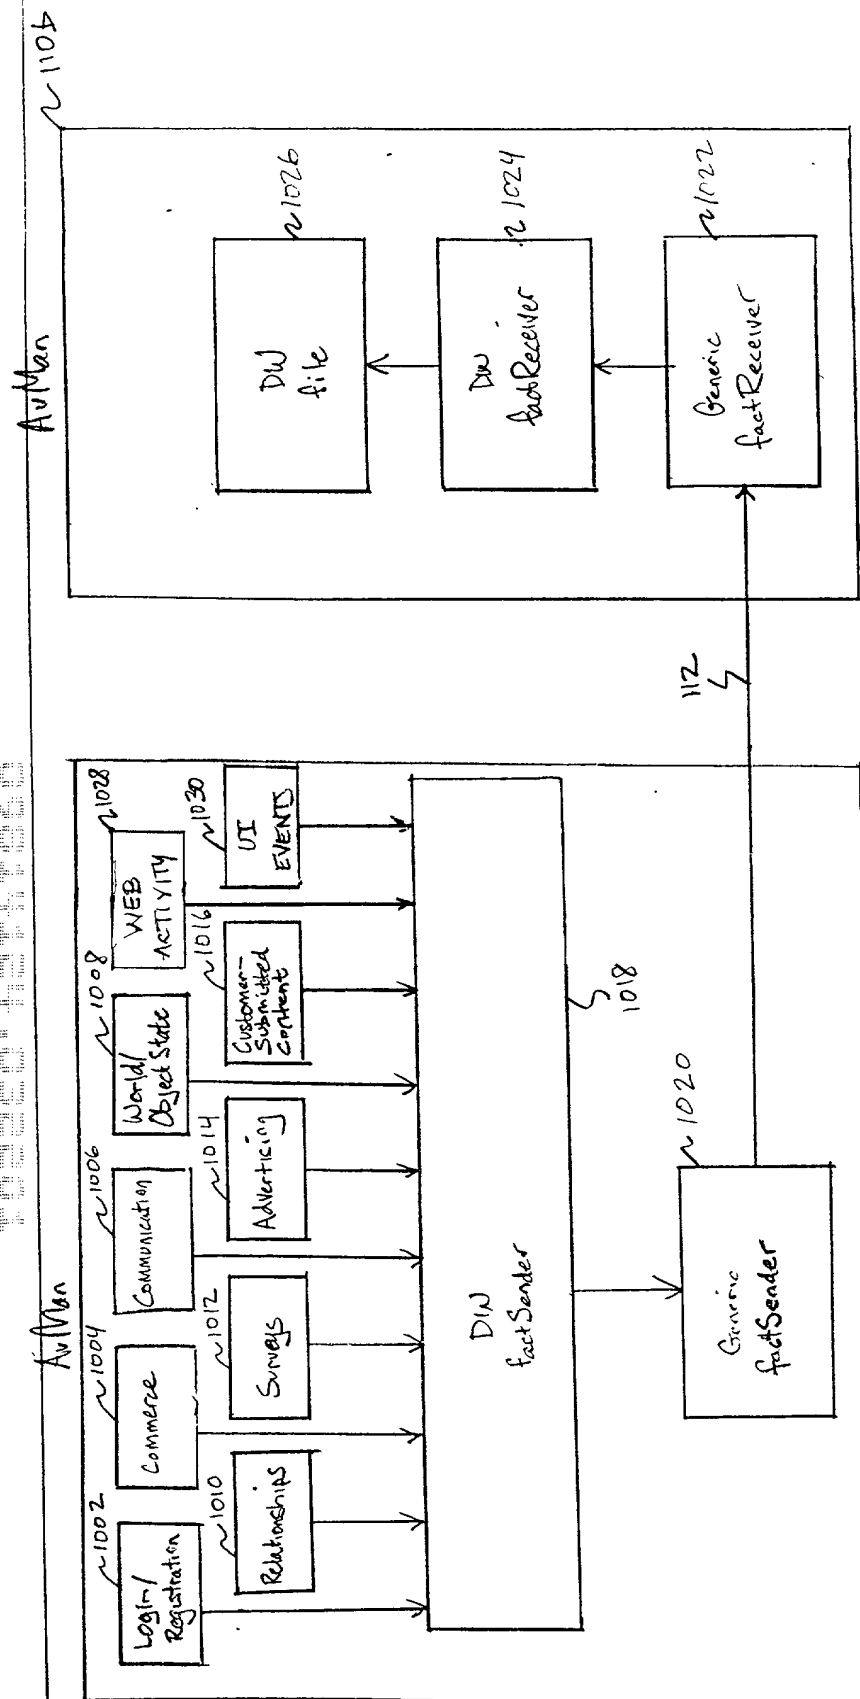 AvMan
1002
Login/
Registration
1004
Commerce
1006
Communication
1008
World/
Object State
1028
WEB
ACTIVITY
1010
Relationships
1012
Surveys
1014
Advertising
1016
Customer-
Submitted
Content
1030
UI
EVENTS
DW
factSender
1018
1020
Generic
factSender
112
AvMan
1106
DW
file
1026
DW
factReceiver
1024
Generic
factReceiver
1022